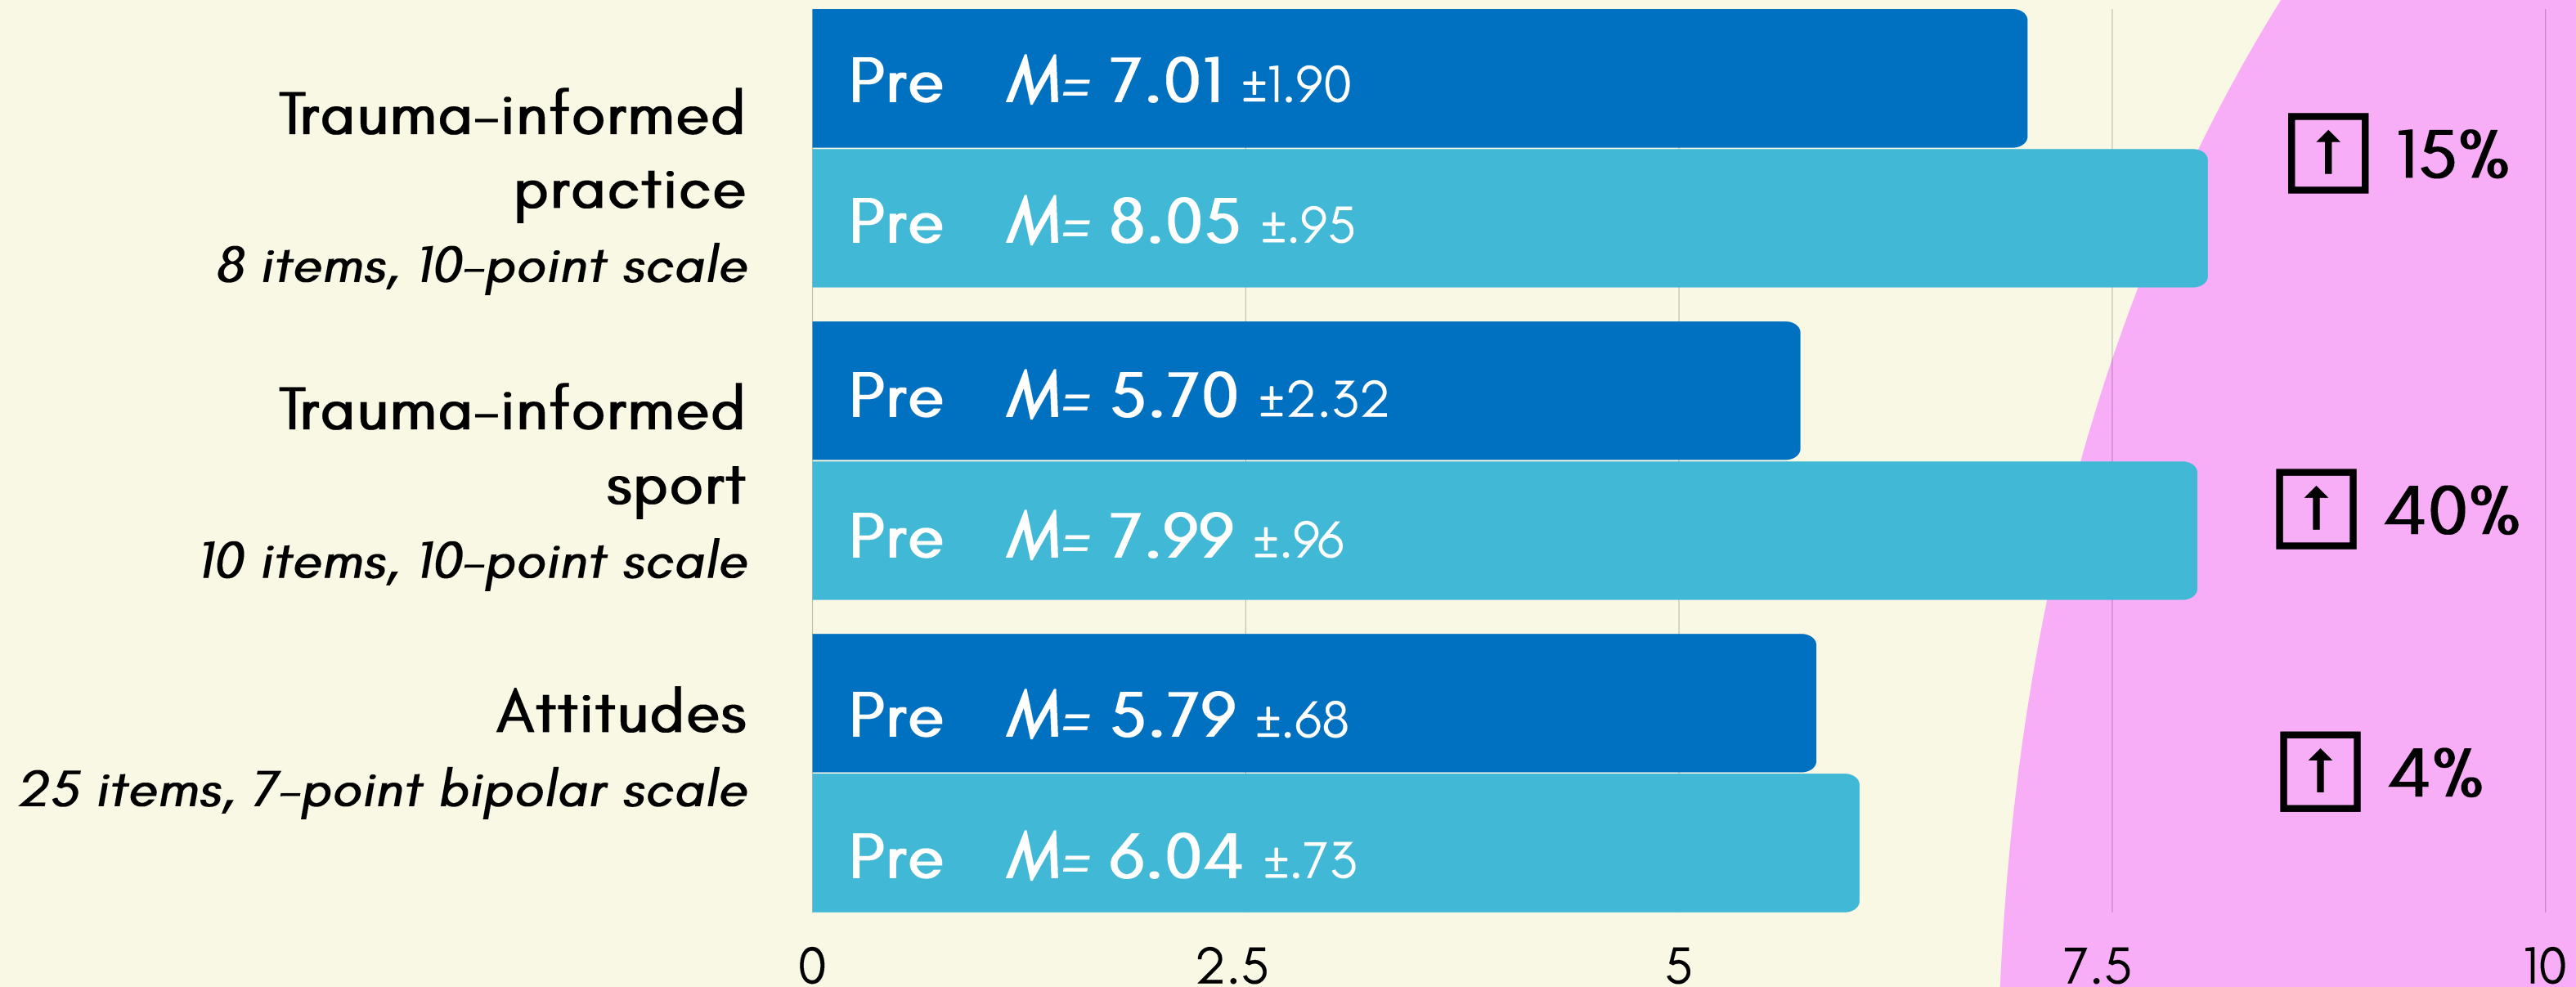 Trauma-informed
practice
8 items, 10-point scale
Pre M= 7.01 ±1.90
Pre M= 8.05 ±.95
↑ 15%
Trauma-informed
sport
10 items, 10-point scale
Pre M= 5.70 ±2.32
Pre M= 7.99 ±.96
↑ 40%
Attitudes
25 items, 7-point bipolar scale
Pre M= 5.79 ±.68
Pre M= 6.04 ±.73
↑ 4%
0 2.5 5 7.5 10